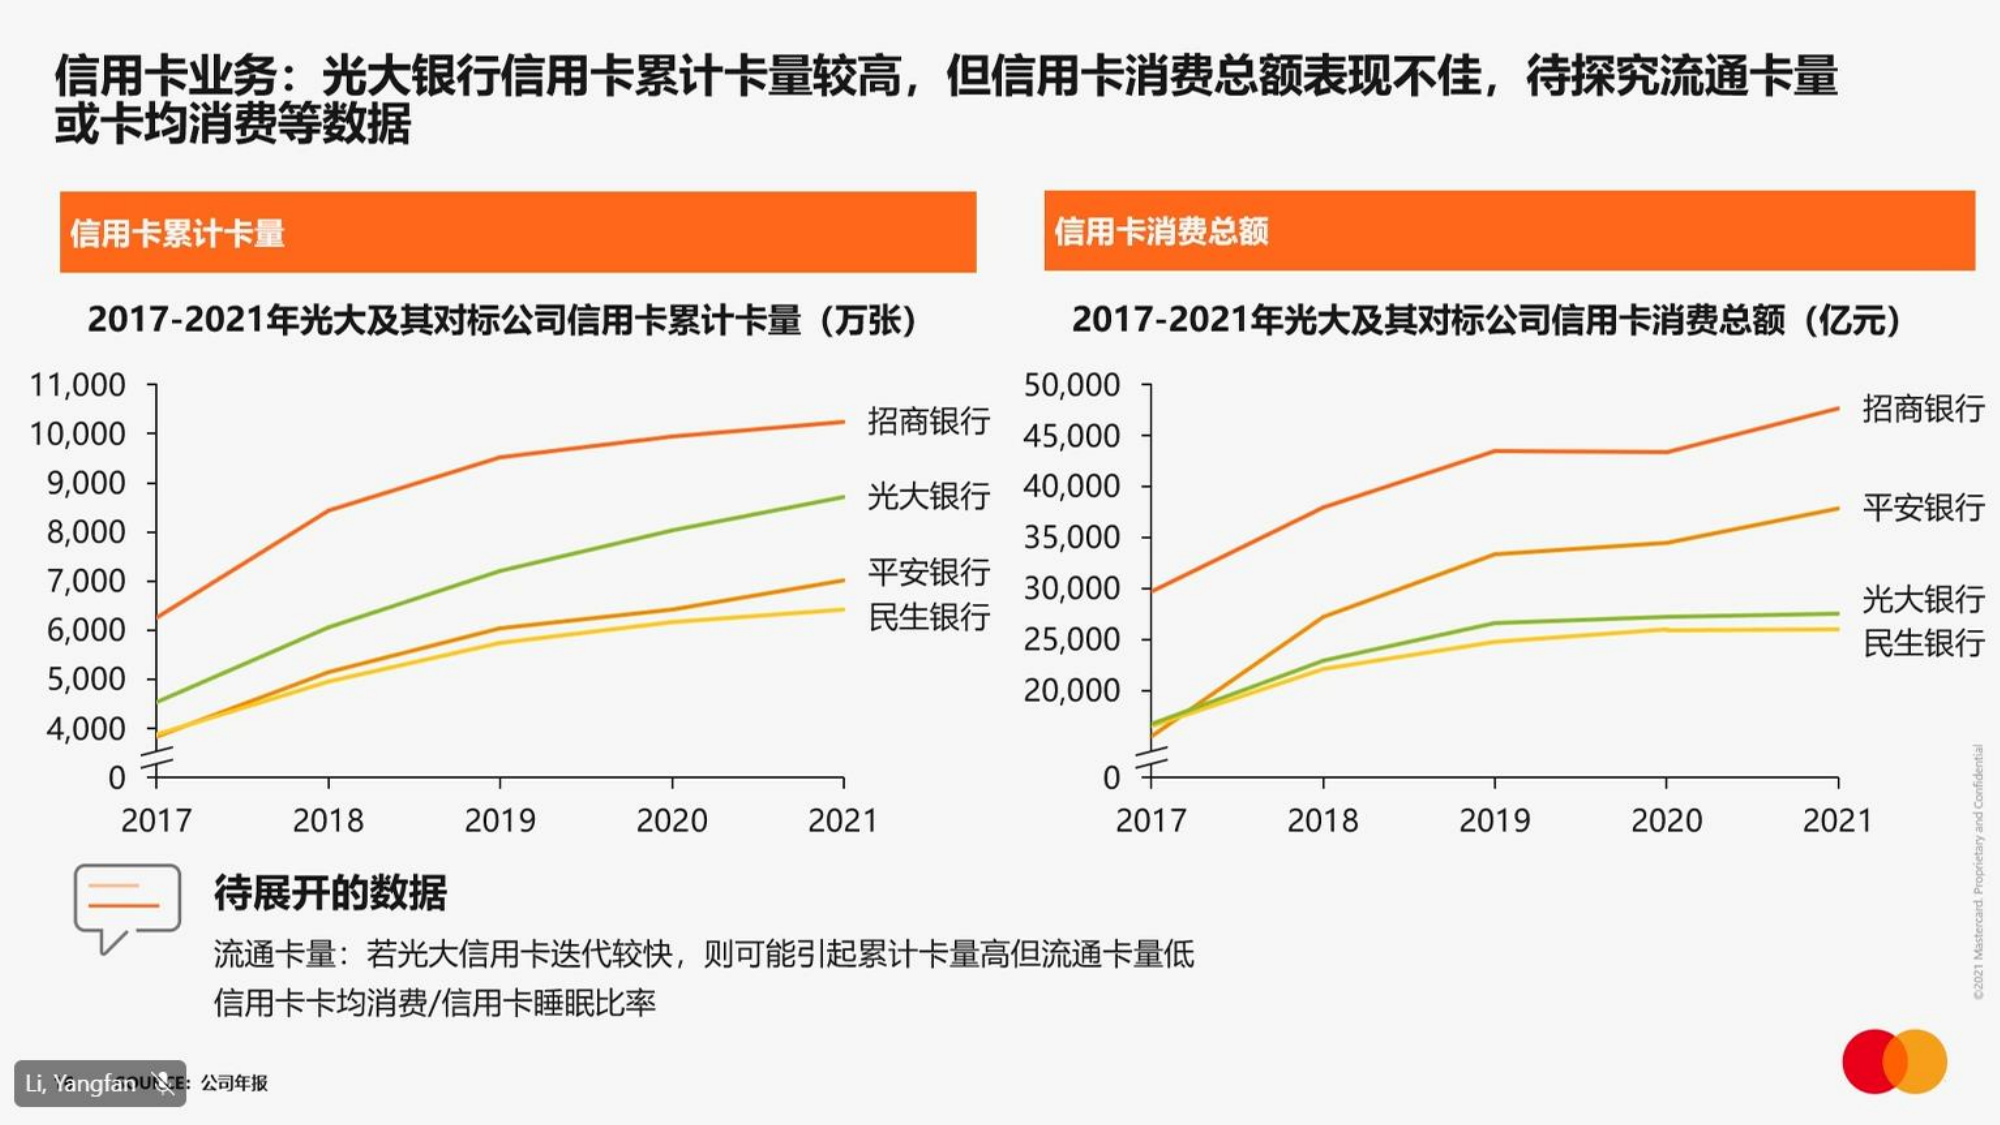 信用卡业务：光大银行信用卡累计卡量较高，但信用卡消费总额表现不佳，待探究流通卡量
或卡均消费等数据
信用卡累计卡量
信用卡消费总额
2017-2021年光大及其对标公司信用卡累计卡量（万张）
11,000
10,000
9,000
8,000
7,000
6,000
5,000
4,000
0
招商银行
光大银行
平安银行
民生银行
2017 2018 2019 2020 2021
2017-2021年光大及其对标公司信用卡消费总额（亿元）
50,000
45,000
40,000
35,000
30,000
25,000
20,000
0
招商银行
平安银行
光大银行
民生银行
2017 2018 2019 2020 2021
待展开的数据
流通卡量：若光大信用卡迭代较快，则可能引起累计卡量高但流通卡量低
信用卡卡均消费/信用卡睡眠比率
Li, Yangfan
SOURCE: 公司年报
©2021 Mastercard. Proprietary and Confidential